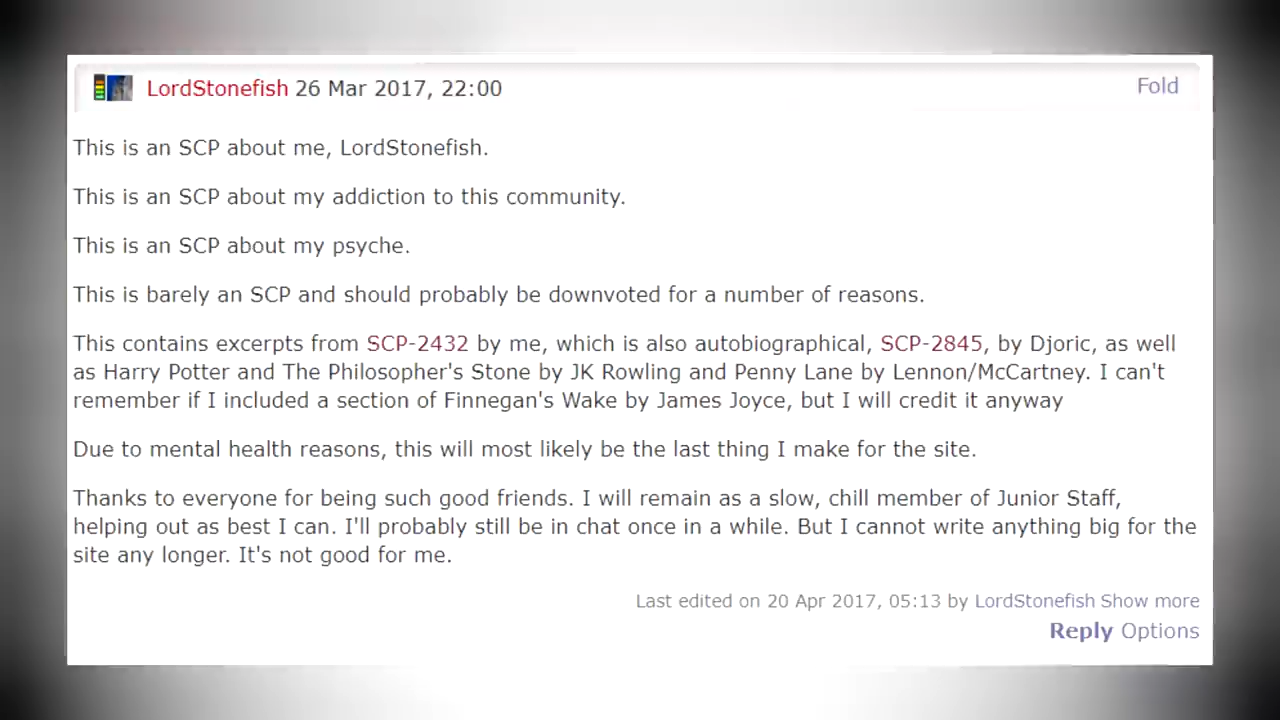 LordStonefish 26 Mar 2017, 22:00 Fold
This is an SCP about me, LordStonefish.
This is an SCP about my addiction to this community.
This is an SCP about my psyche.
This is barely an SCP and should probably be downvoted for a number of reasons.
This contains excerpts from SCP-2432 by me, which is also autobiographical, SCP-2845, by Djoric, as well
as Harry Potter and The Philosopher's Stone by JK Rowling and Penny Lane by Lennon/McCartney. I can't
remember if I included a section of Finnegan's Wake by James Joyce, but I will credit it anyway
Due to mental health reasons, this will most likely be the last thing I make for the site.
Thanks to everyone for being such good friends. I will remain as a slow, chill member of Junior Staff,
helping out as best I can. I'll probably still be in chat once in a while. But I cannot write anything big for the
site any longer. It's not good for me.
Last edited on 20 Apr 2017, 05:13 by LordStonefish Show more
Reply Options